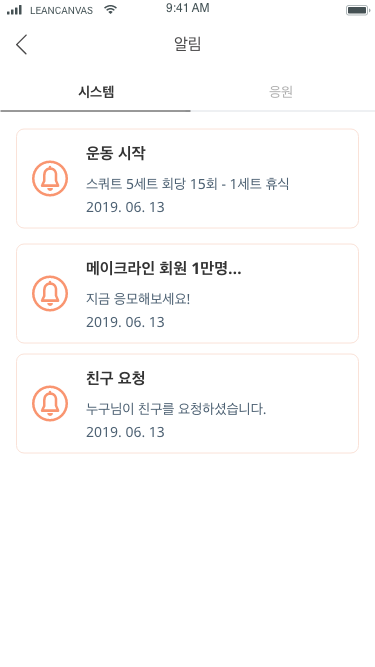 LEANCANVAS 9:41 AM
알림
시스템 응원
운동 시작
스쿼트 5세트 회당 15회 - 1세트 휴식
2019. 06. 13
메이크라인 회원 1만명...
지금 응모해보세요!
2019. 06. 13
친구 요청
누구님이 친구를 요청하셨습니다.
2019. 06. 13